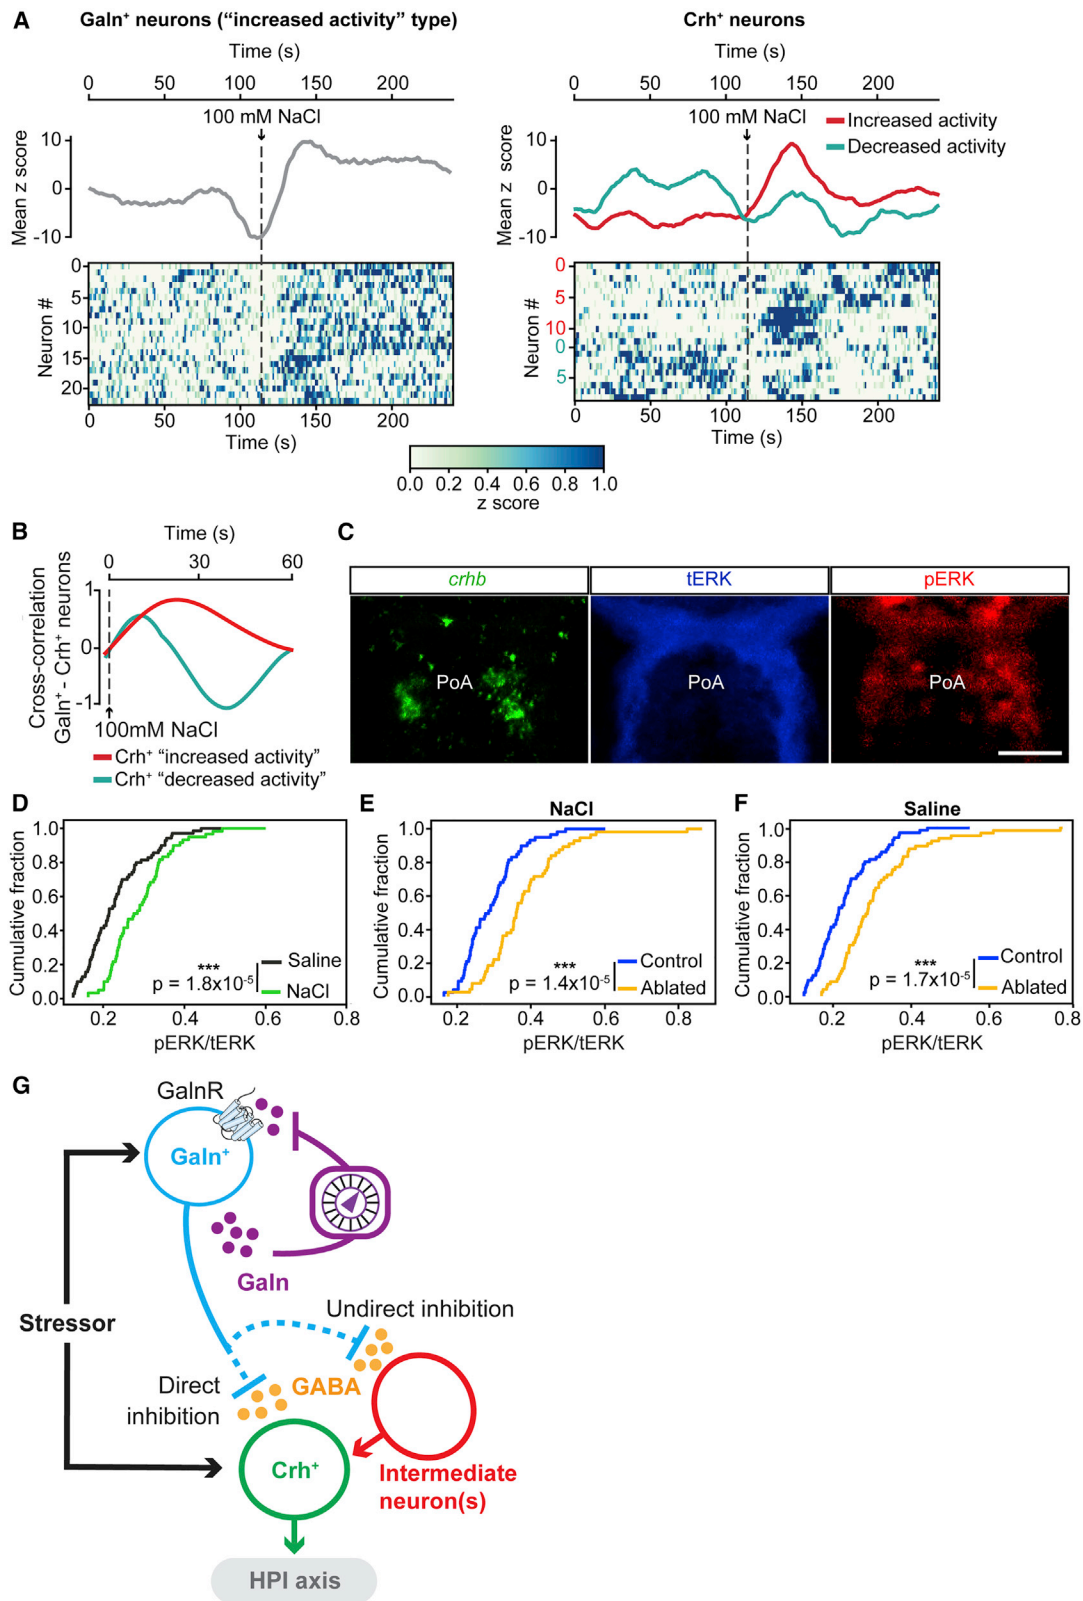 A
Galn⁺ neurons (“increased activity” type)
Time (s)
0 50 100 150 200
100 mM NaCl
Mean z score
10
0
-10
Neuron #
0
5
10
15
20
0 50 100 150 200
Time (s)
Crh⁺ neurons
Time (s)
0 50 100 150 200
100 mM NaCl
Increased activity
Decreased activity
Mean z score
10
0
-10
Neuron #
0
5
10
0
5
0 50 100 150 200
Time (s)
0.0 0.2 0.4 0.6 0.8 1.0
z score
B
Time (s)
0 30 60
Cross-correlation
Galn⁺ - Crh⁺ neurons
1
0
-1
100mM NaCl
Crh⁺ “increased activity”
Crh⁺ “decreased activity”
C
crhb
tERK
pERK
PoA
PoA
PoA
D
Cumulative fraction
1.0
0.8
0.6
0.4
0.2
0.0
Saline
***
p = 1.8x10⁻⁵
NaCl
0.2 0.4 0.6 0.8
pERK/tERK
E
NaCl
Cumulative fraction
1.0
0.8
0.6
0.4
0.2
0.0
Control
***
p = 1.4x10⁻⁵
Ablated
0.2 0.4 0.6 0.8
pERK/tERK
F
Saline
Cumulative fraction
1.0
0.8
0.6
0.4
0.2
0.0
Control
***
p = 1.7x10⁻⁵
Ablated
0.2 0.4 0.6 0.8
pERK/tERK
G
GalnR
Galn⁺
Galn
Stressor
Undirect inhibition
Direct
inhibition
GABA
Crh⁺
Intermediate
neuron(s)
HPI axis